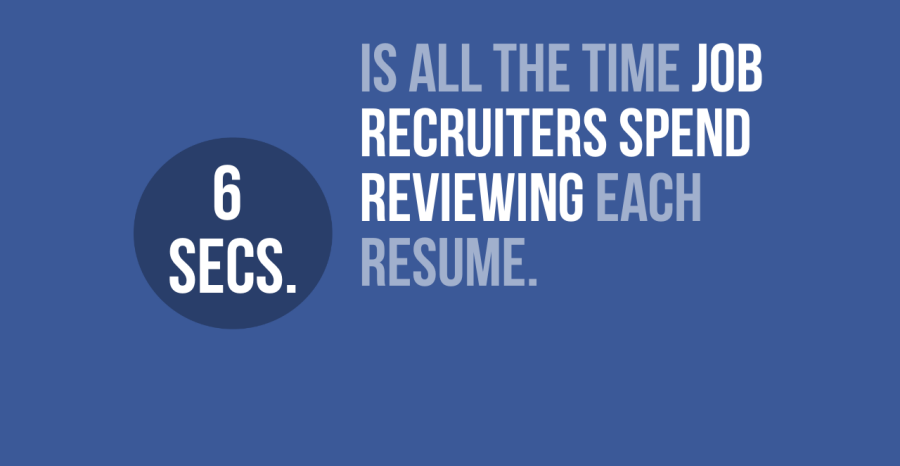 6
SECS.
IS ALL THE TIME JOB
RECRUITERS SPEND
REVIEWING EACH
RESUME.